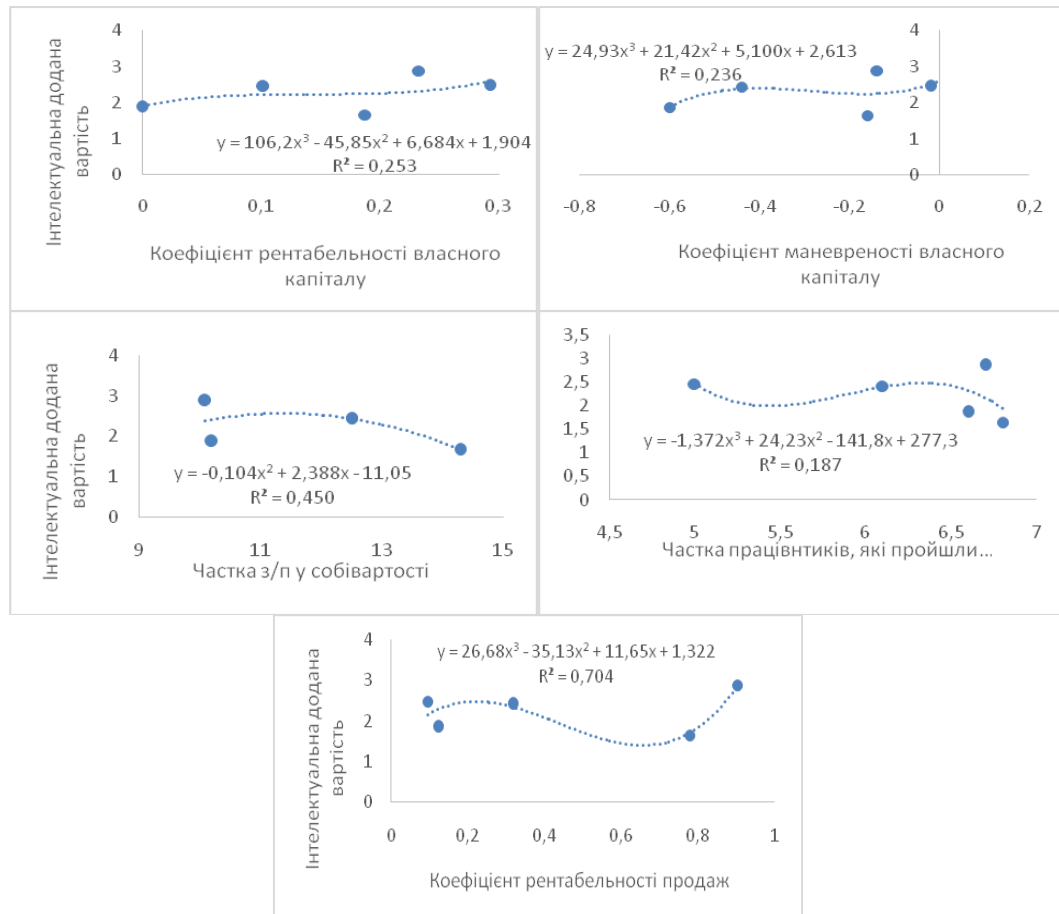 Інтелектуальна додана
вартість
4
3
2
1
0
y = 106,2x³ - 45,85x² + 6,684x + 1,904
R² = 0,253
0 0,1 0,2 0,3
Коефіцієнт рентабельності власного
капіталу
y = 24,93x³ + 21,42x² + 5,100x + 2,613
R² = 0,236
4
3
2
1
0
-0,8 -0,6 -0,4 -0,2 0 0,2
Коефіцієнт маневреності власного
капіталу
Інтелектуальна додана
вартість
4
3
2
1
0
y = -0,104x² + 2,388x - 11,05
R² = 0,450
9 11 13 15
Частка з/п у собівартості
3,5
3
2,5
2
1,5
1
0,5
0
y = -1,372x³ + 24,23x² - 141,8x + 277,3
R² = 0,187
4,5 5 5,5 6 6,5 7
Частка працівнтиків, які пройшли...
Інтелектуальна додана
вартість
4
3
2
1
0
y = 26,68x³ - 35,13x² + 11,65x + 1,322
R² = 0,704
0 0,2 0,4 0,6 0,8 1
Коефіцієнт рентабельності продаж